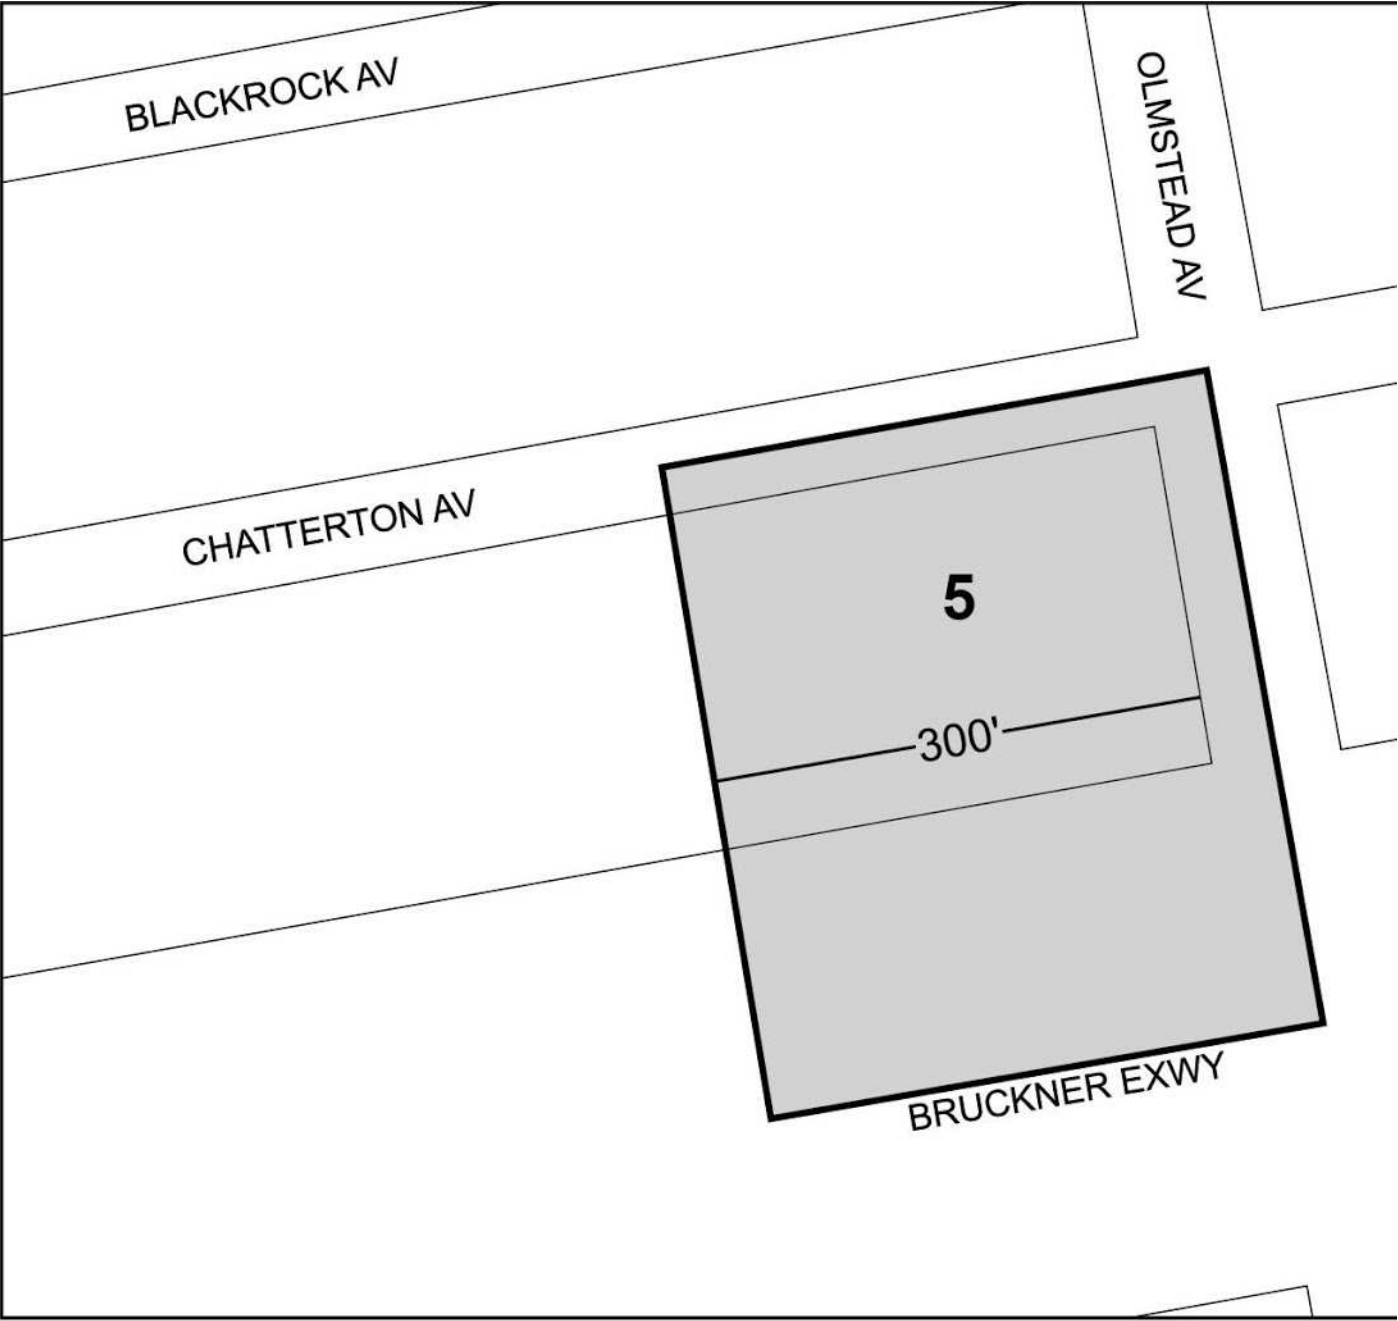 BLACKROCK AV
OLMSTEAD AV
CHATTERTON AV
5
300'
BRUCKNER EXWY